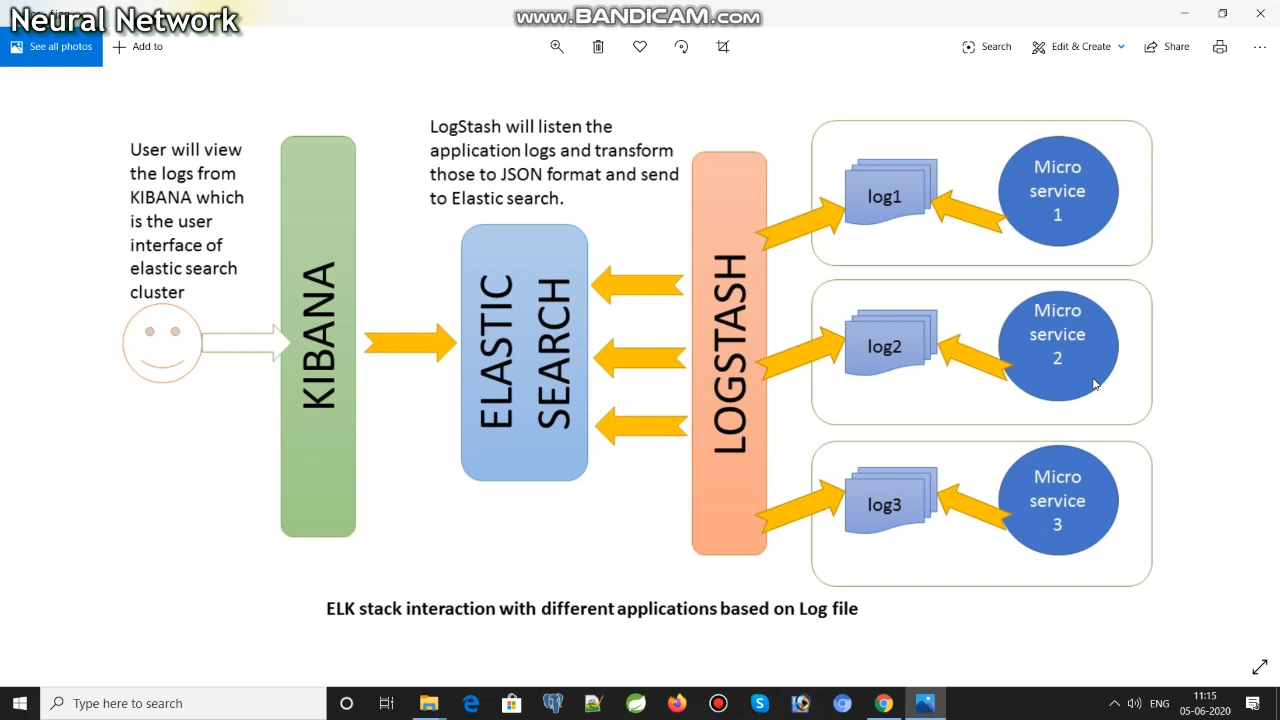 Neural Network
www.BANDICAM.com
See all photos
Add to
Search
Edit & Create
Share
User will view
the logs from
KIBANA which
is the user
interface of
elastic search
cluster
KIBANA
LogStash will listen the
application logs and transform
those to JSON format and send
to Elastic search.
ELASTIC
SEARCH
LOGSTASH
log1
Micro
service
1
log2
Micro
service
2
log3
Micro
service
3
ELK stack interaction with different applications based on Log file
Type here to search
ENG
11:15
05-06-2020